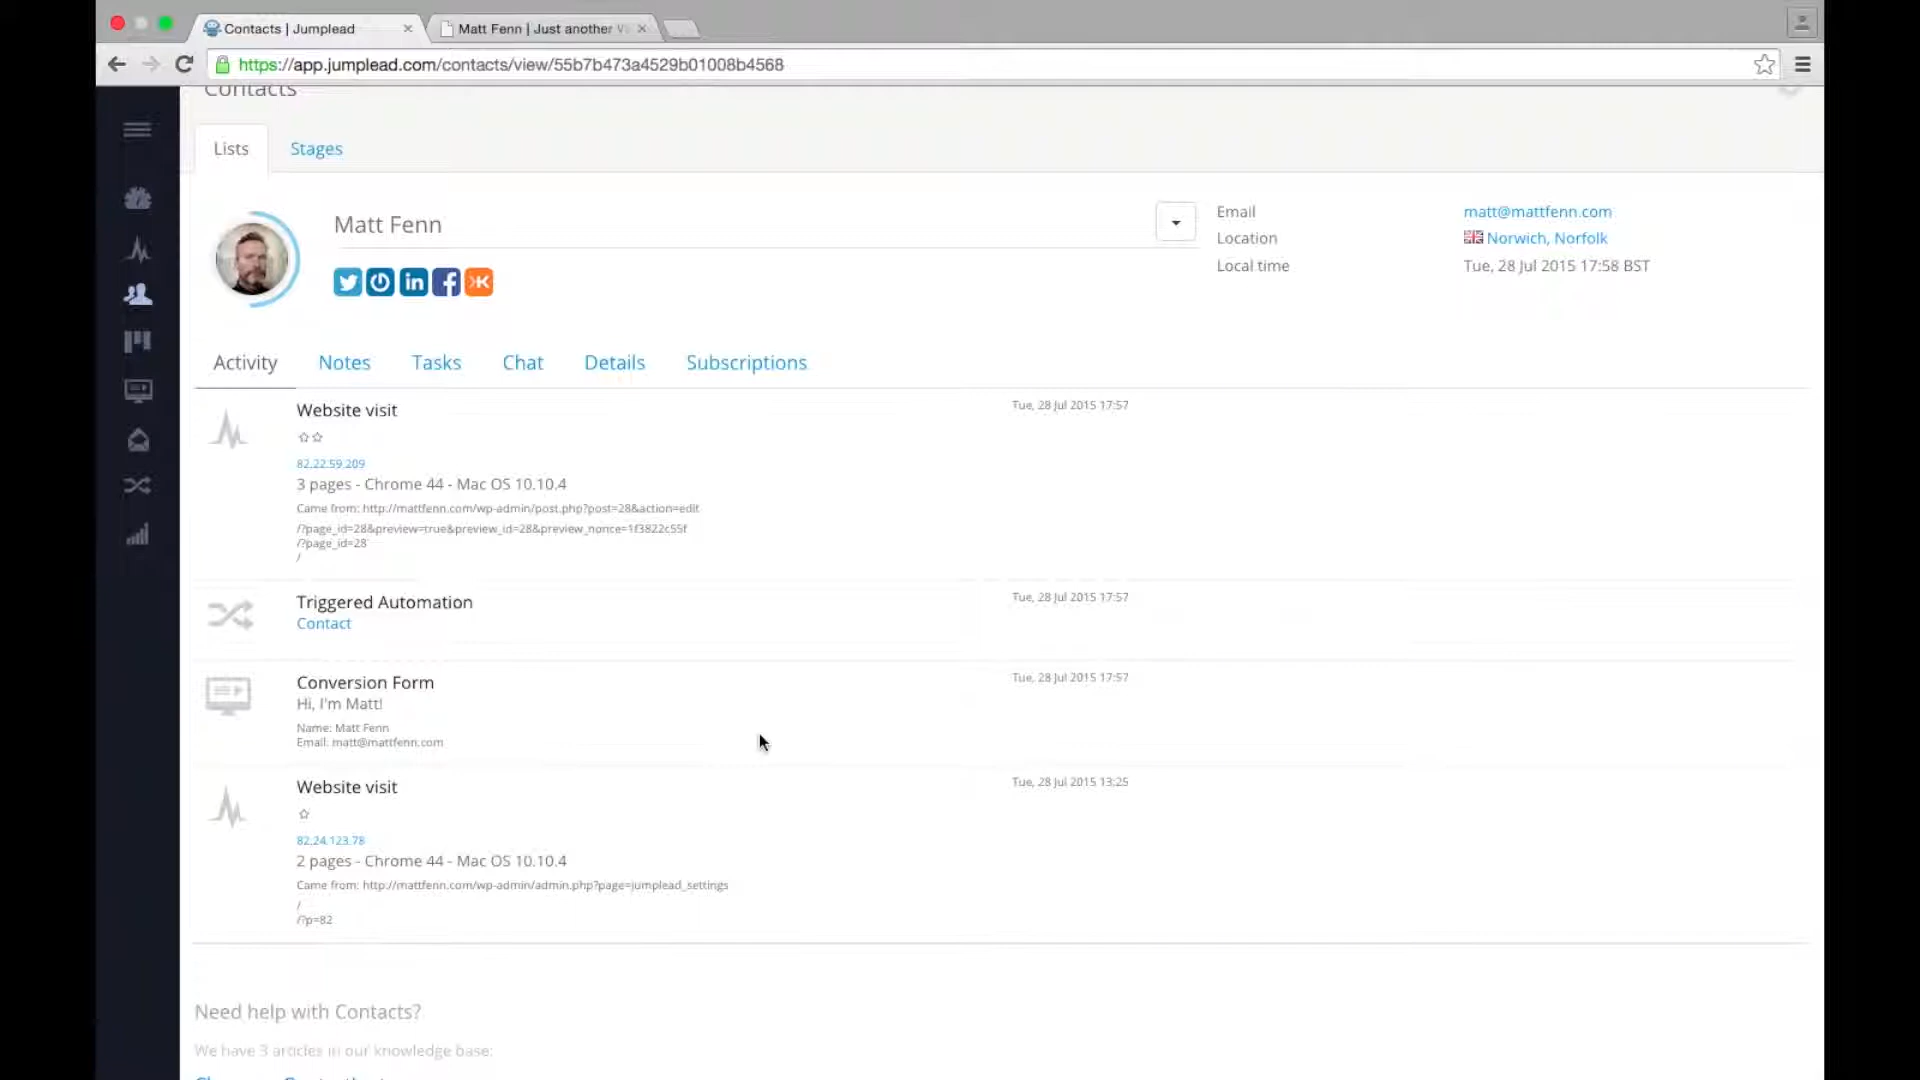 Contacts | Jumplead
Matt Fenn | Just another
https://app.jumplead.com/contacts/view/55b7b473a4529b01008b4568
Contacts
Lists
Stages
Matt Fenn
Email
matt@mattfenn.com
Location
Norwich, Norfolk
Local time
Tue, 28 Jul 2015 17:58 BST
in
Activity
Notes
Tasks
Chat
Details
Subscriptions
Website visit
Tue, 28 Jul 2015 17:57
82.22.59.209
3 pages - Chrome 44 - Mac OS 10.10.4
Came from: http://mattfenn.com/wp-admin/post.php?post=28&action=edit
/?page_id=28&preview=true&preview_id=28&preview_nonce=1f3822c55f
/?page_id=28
/
Triggered Automation
Tue, 28 Jul 2015 17:57
Contact
Conversion Form
Tue, 28 Jul 2015 17:57
Hi, I'm Matt!
Name: Matt Fenn
Email: matt@mattfenn.com
Website visit
Tue, 28 Jul 2015 13:25
82.24.123.78
2 pages - Chrome 44 - Mac OS 10.10.4
Came from: http://mattfenn.com/wp-admin/admin.php?page=jumplead_settings
/
/?p=82
Need help with Contacts?
We have 3 articles in our knowledge base: